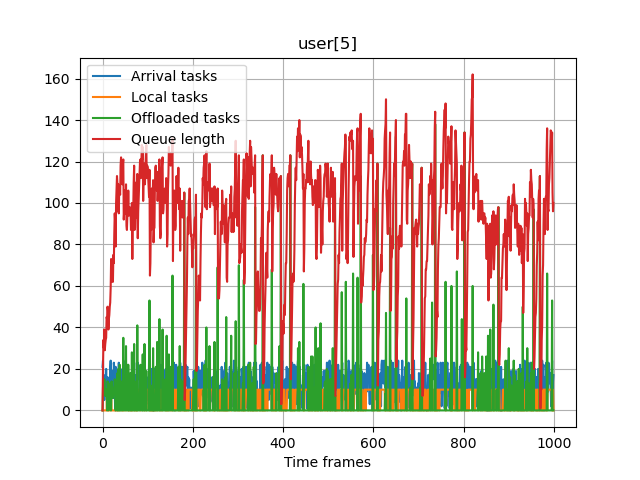 user[5]
Arrival tasks
Local tasks
Offloaded tasks
Queue length
160
140
120
100
80
60
40
20
0
0 200 400 600 800 1000
Time frames